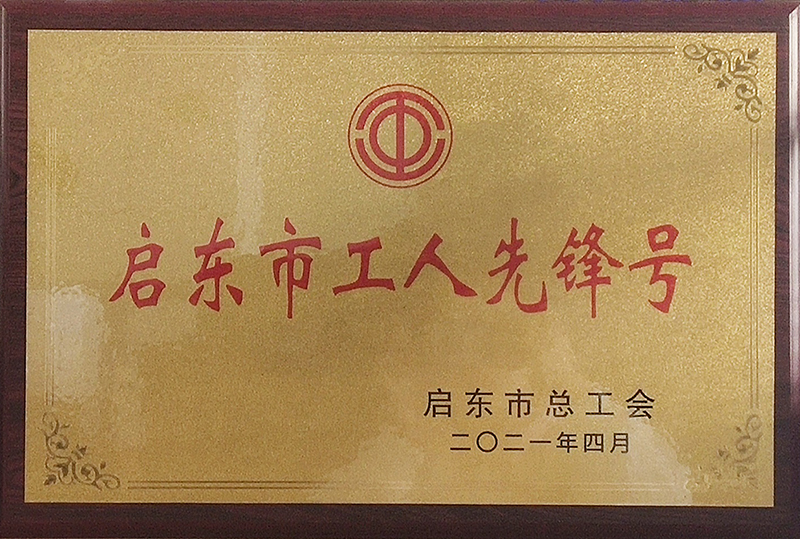 启东市工人先锋号
启东市总工会
二〇二一年四月